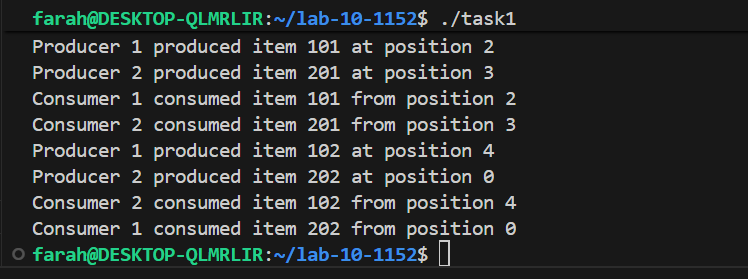 farah@DESKTOP-QLMRLIR:~/lab-10-1152$ ./task1
Producer 1 produced item 101 at position 2
Producer 2 produced item 201 at position 3
Consumer 1 consumed item 101 from position 2
Consumer 2 consumed item 201 from position 3
Producer 1 produced item 102 at position 4
Producer 2 produced item 202 at position 0
Consumer 2 consumed item 102 from position 4
Consumer 1 consumed item 202 from position 0
farah@DESKTOP-QLMRLIR:~/lab-10-1152$